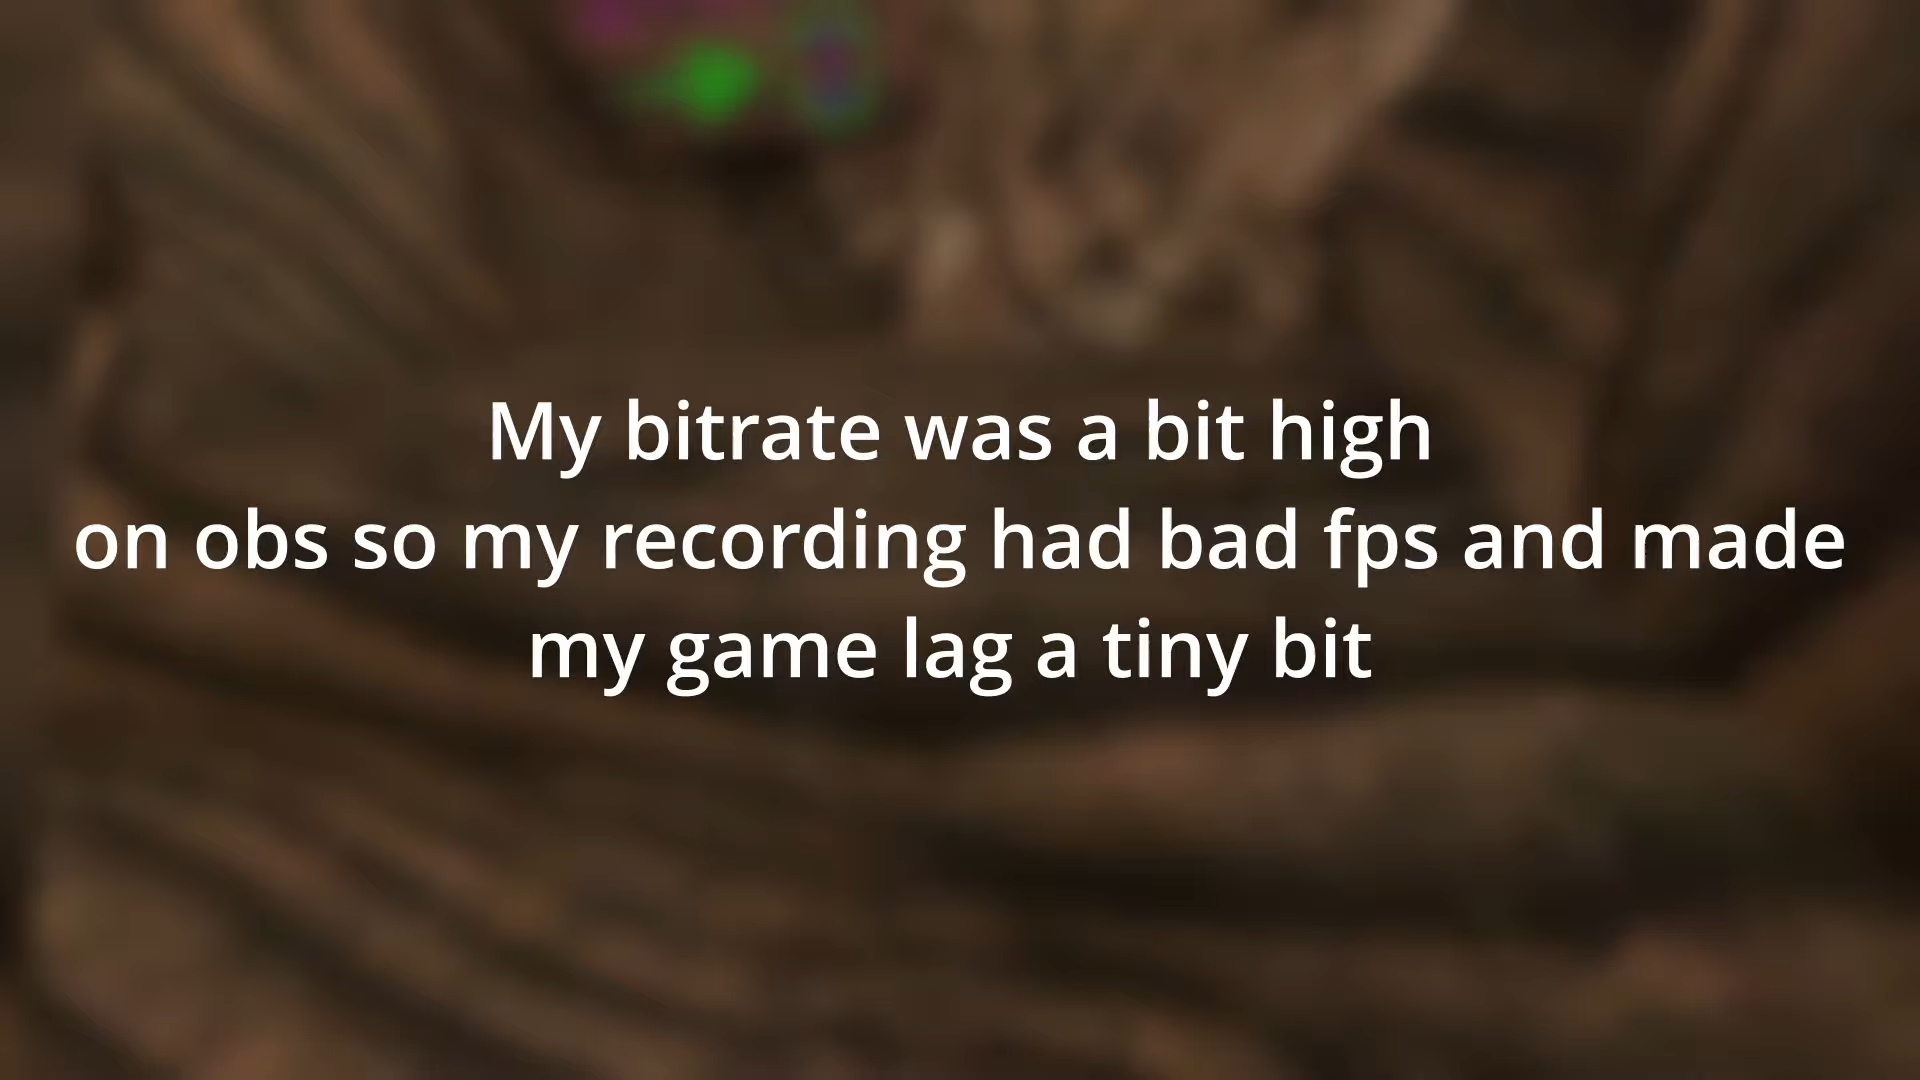 My bitrate was a bit high
on obs so my recording had bad fps and made
my game lag a tiny bit